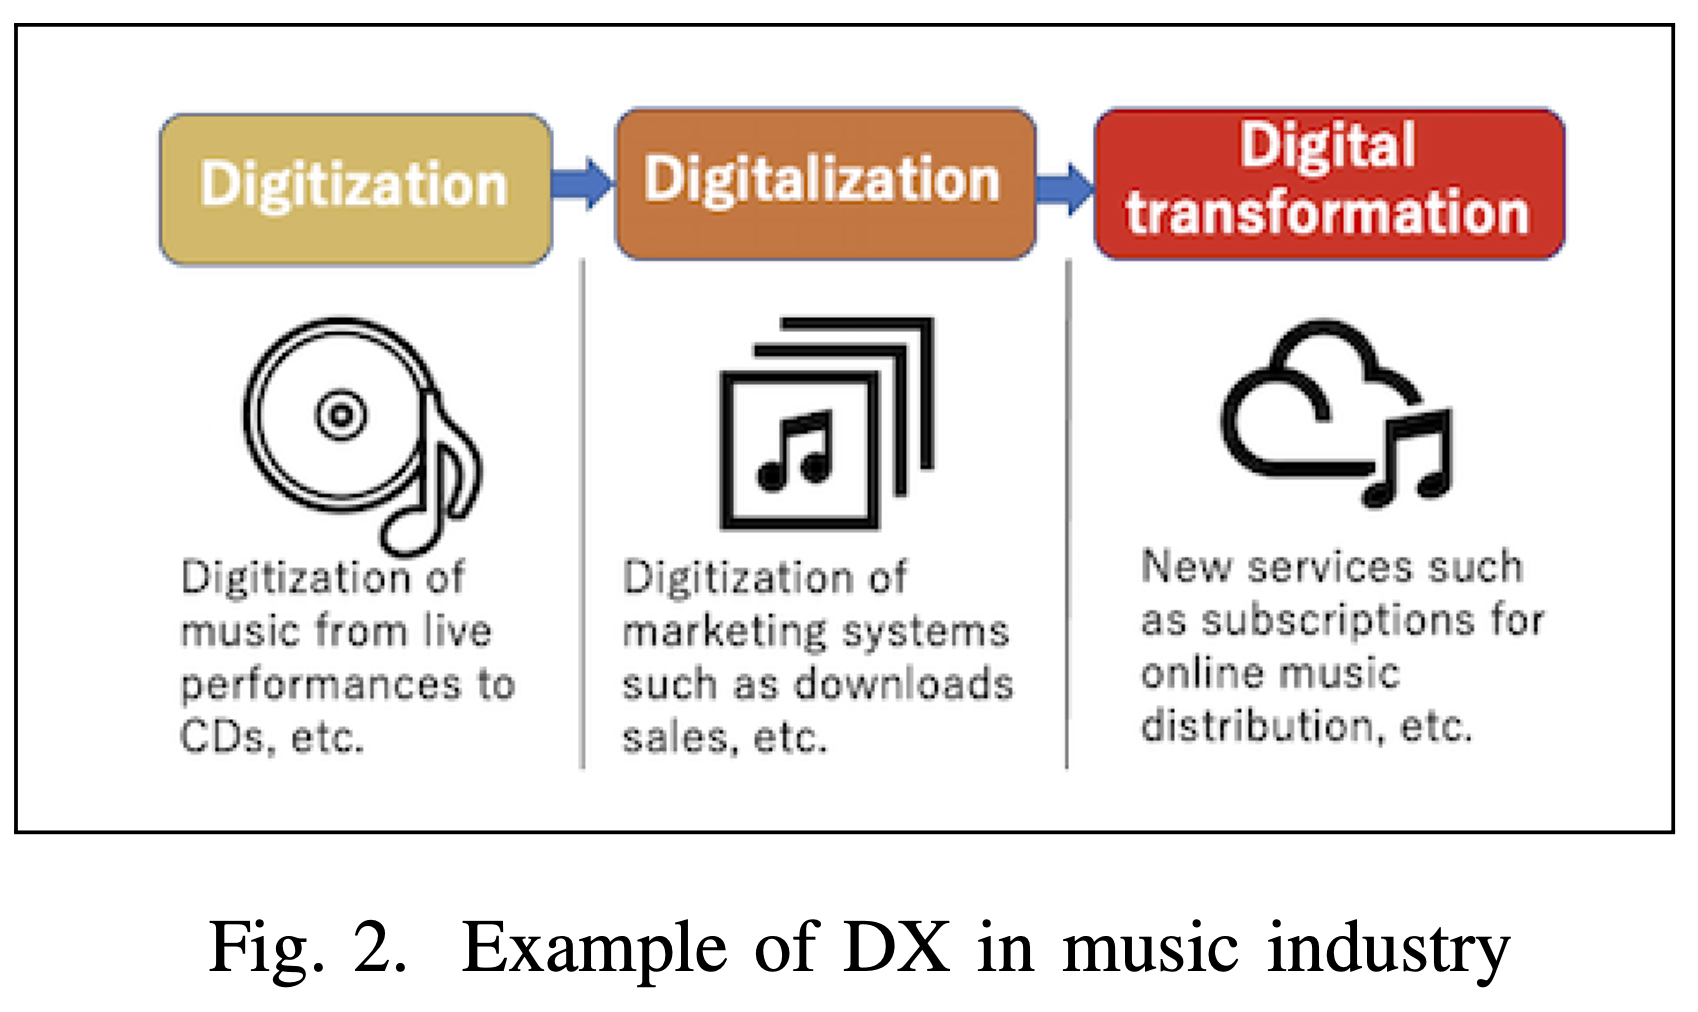 Digitization
Digitalization
Digital
transformation
Digitization of
music from live
performances to
CDs, etc.
Digitization of
marketing systems
such as downloads
sales, etc.
New services such
as subscriptions for
online music
distribution, etc.
Fig. 2. Example of DX in music industry